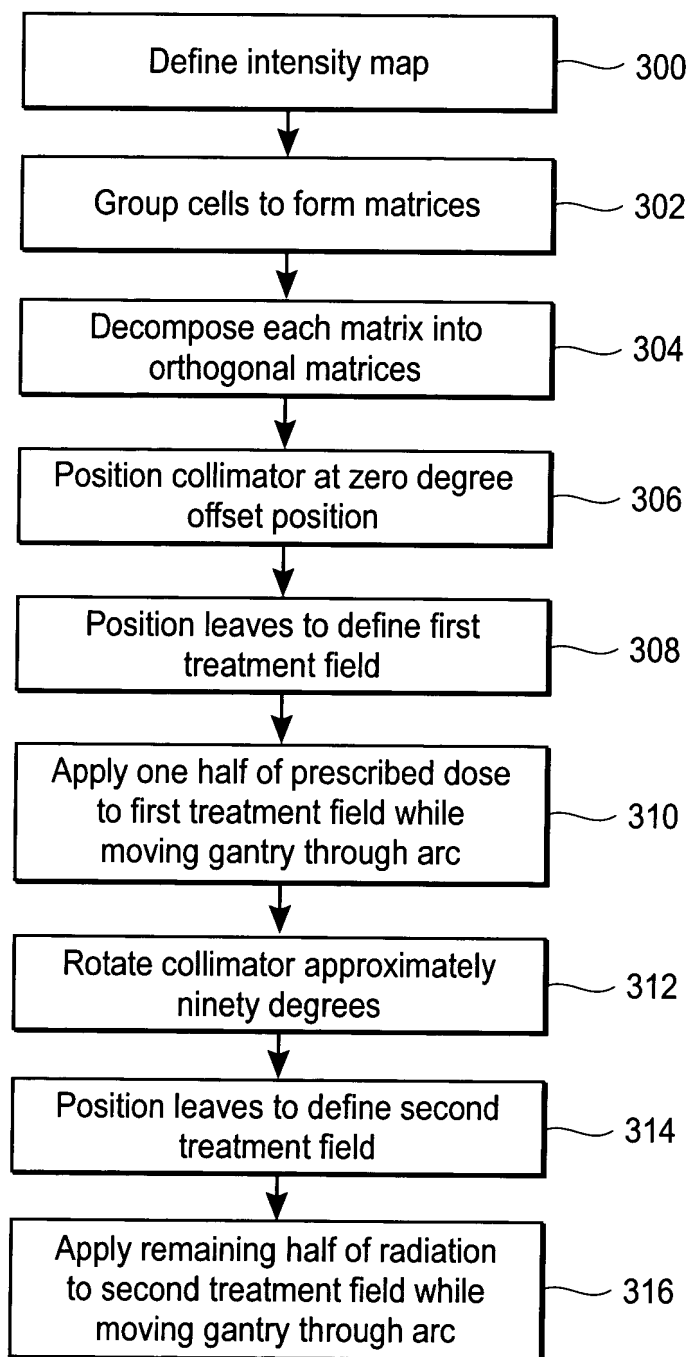 Define intensity map
300
Group cells to form matrices
302
Decompose each matrix into
orthogonal matrices
304
Position collimator at zero degree
offset position
306
Position leaves to define first
treatment field
308
Apply one half of prescribed dose
to first treatment field while
moving gantry through arc
310
Rotate collimator approximately
ninety degrees
312
Position leaves to define second
treatment field
314
Apply remaining half of radiation
to second treatment field while
moving gantry through arc
316